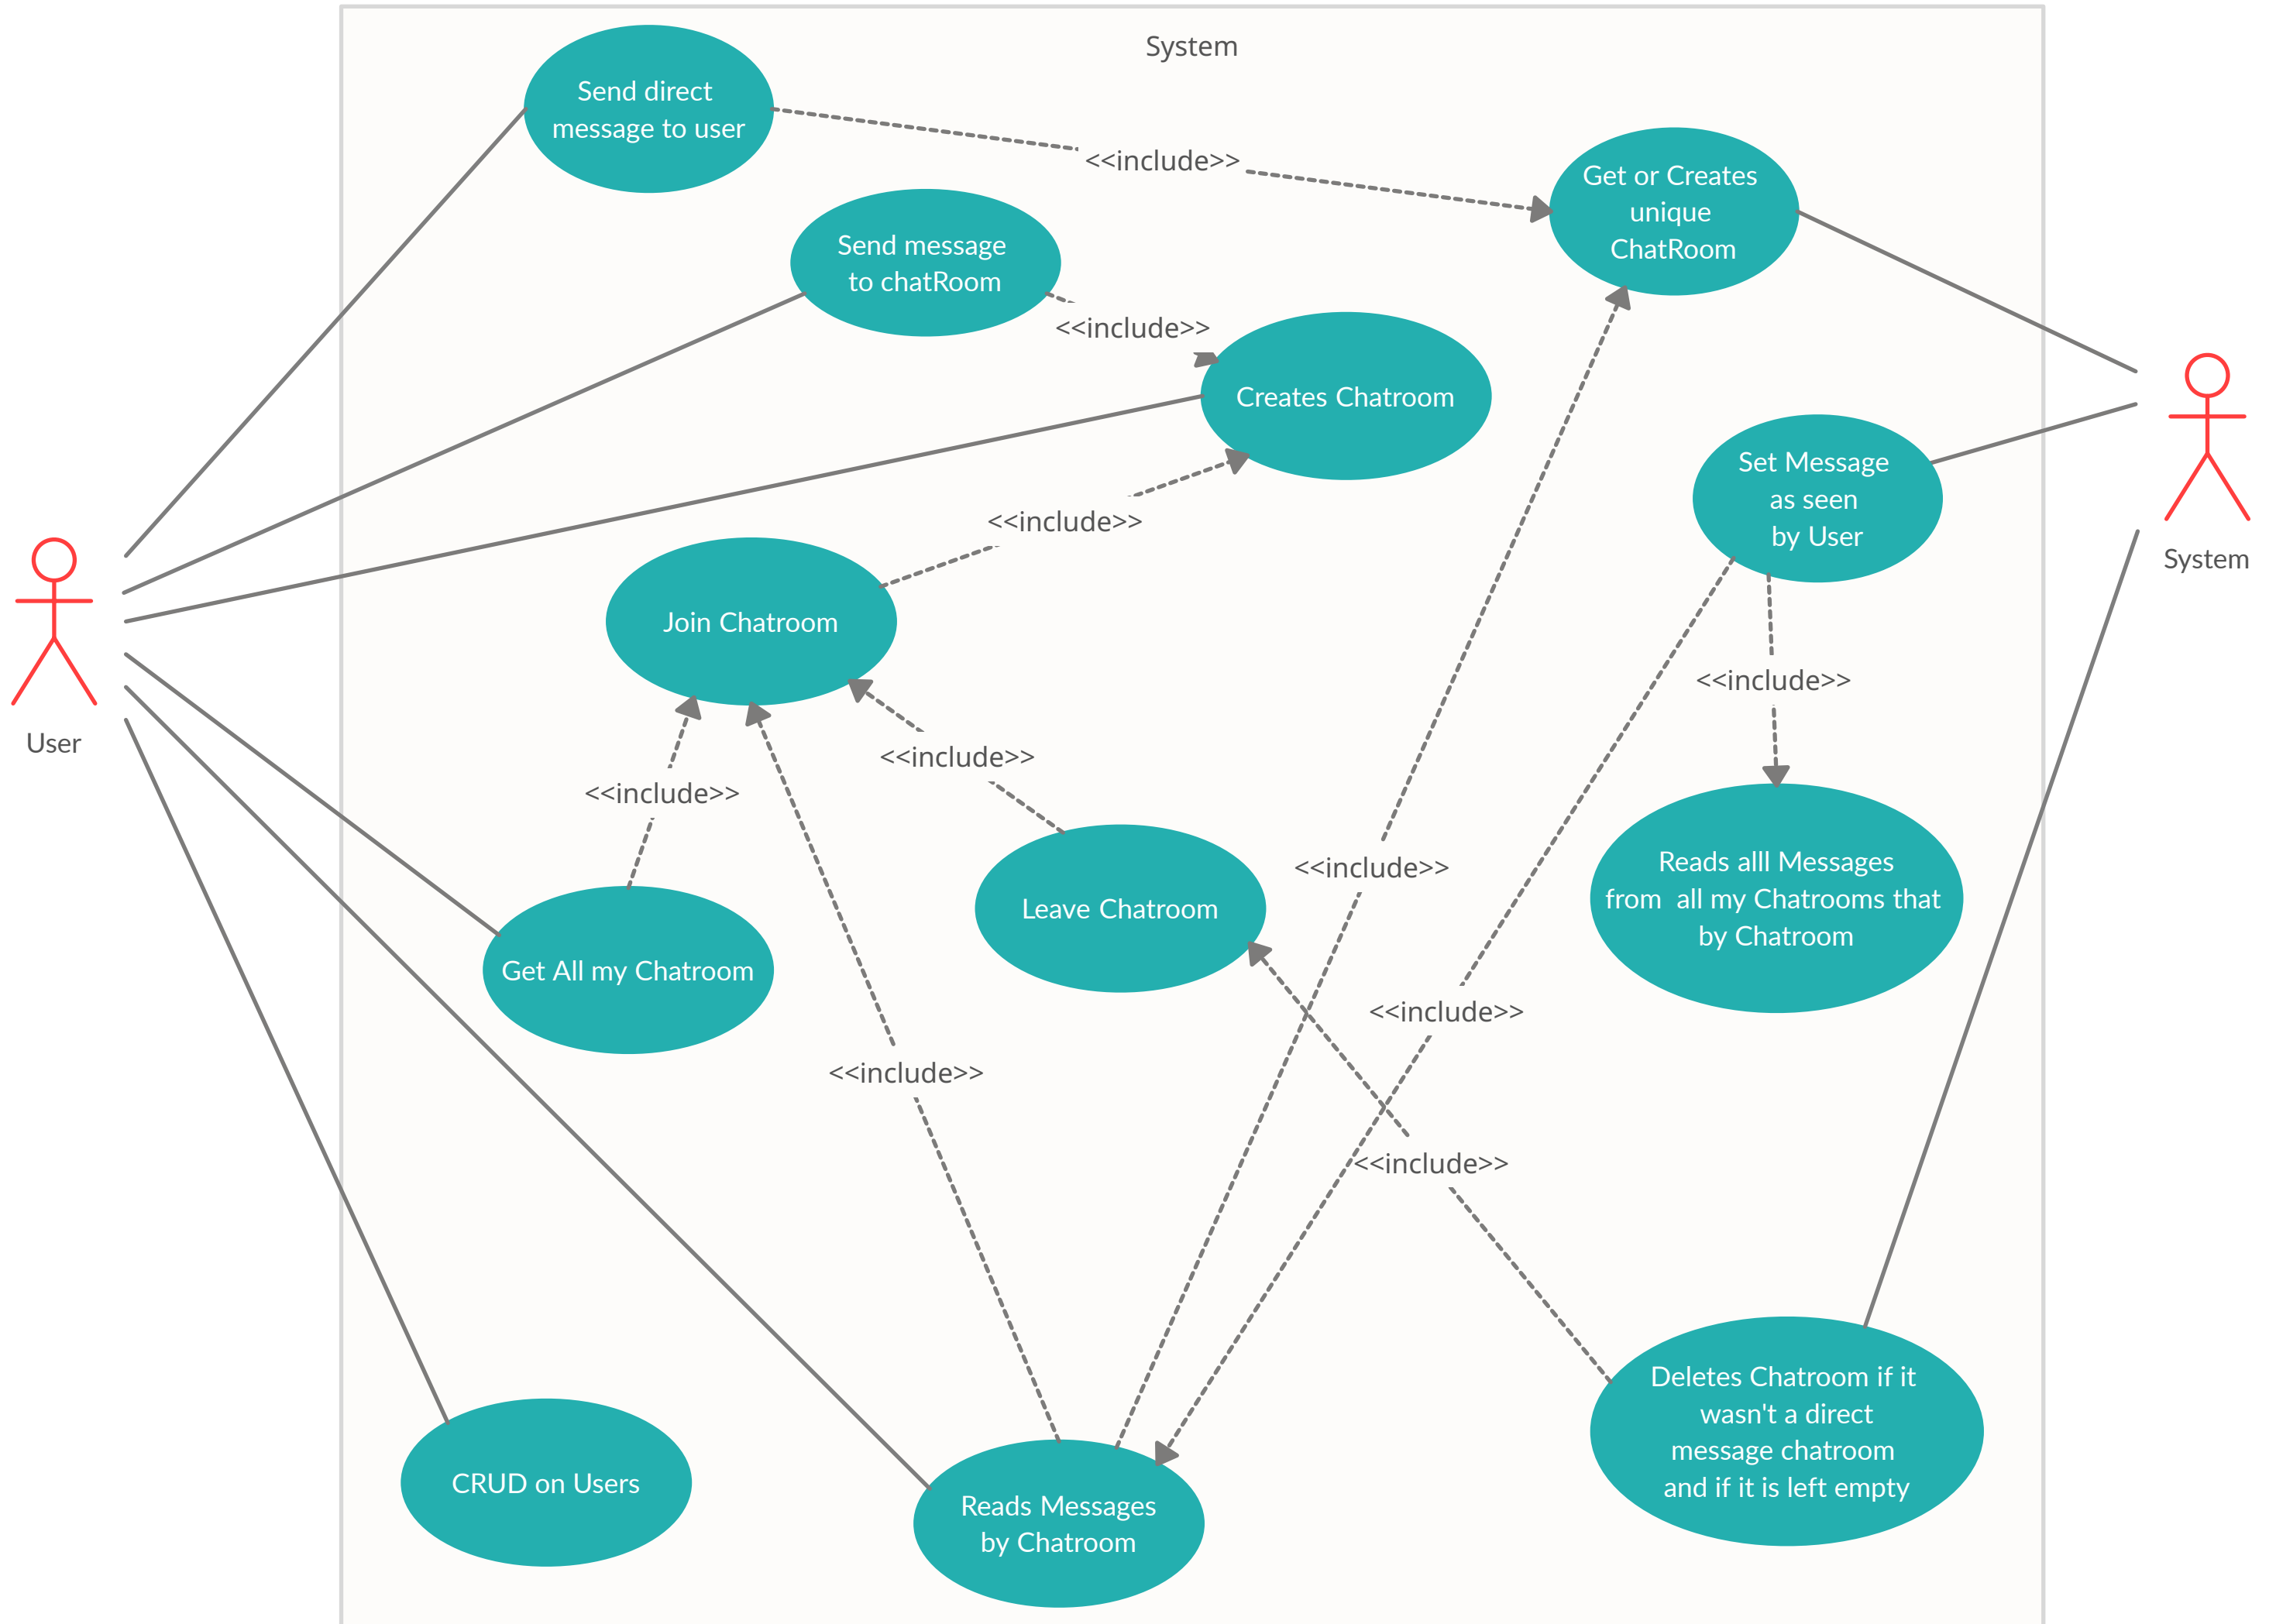 System
Send direct
message to user
<<include>>
Get or Creates
unique
ChatRoom
Send message
to chatRoom
<<include>>
Creates Chatroom
Set Message
as seen
by User
System
<<include>>
Join Chatroom
User
<<include>>
<<include>>
<<include>>
<<include>>
Reads alll Messages
from all my Chatrooms that
by Chatroom
Leave Chatroom
Get All my Chatroom
<<include>>
<<include>>
<<include>>
Deletes Chatroom if it
wasn't a direct
message chatroom
and if it is left empty
CRUD on Users
Reads Messages
by Chatroom